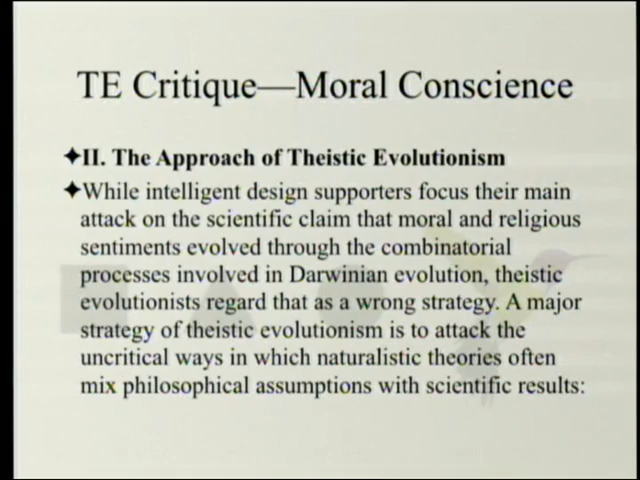 TE Critique—Moral Conscience
✦II. The Approach of Theistic Evolutionism
✦While intelligent design supporters focus their main
attack on the scientific claim that moral and religious
sentiments evolved through the combinatorial
processes involved in Darwinian evolution, theistic
evolutionists regard that as a wrong strategy. A major
strategy of theistic evolutionism is to attack the
uncritical ways in which naturalistic theories often
mix philosophical assumptions with scientific results: